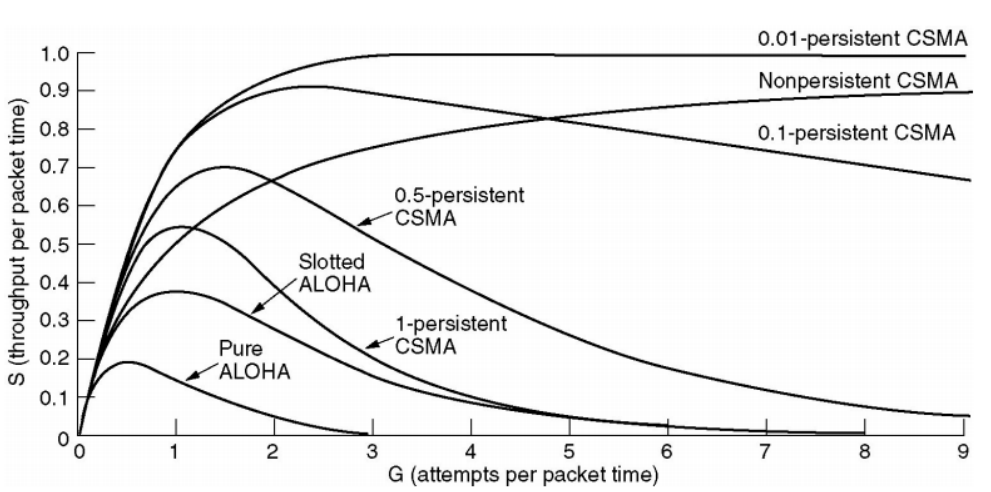 0.01-persistent CSMA
Nonpersistent CSMA
0.1-persistent CSMA
0.5-persistent
CSMA
Slotted
ALOHA
1-persistent
CSMA
Pure
ALOHA
S (throughput per packet time)
1.0
0.9
0.8
0.7
0.6
0.5
0.4
0.3
0.2
0.1
0
0 1 2 3 4 5 6 7 8 9
G (attempts per packet time)